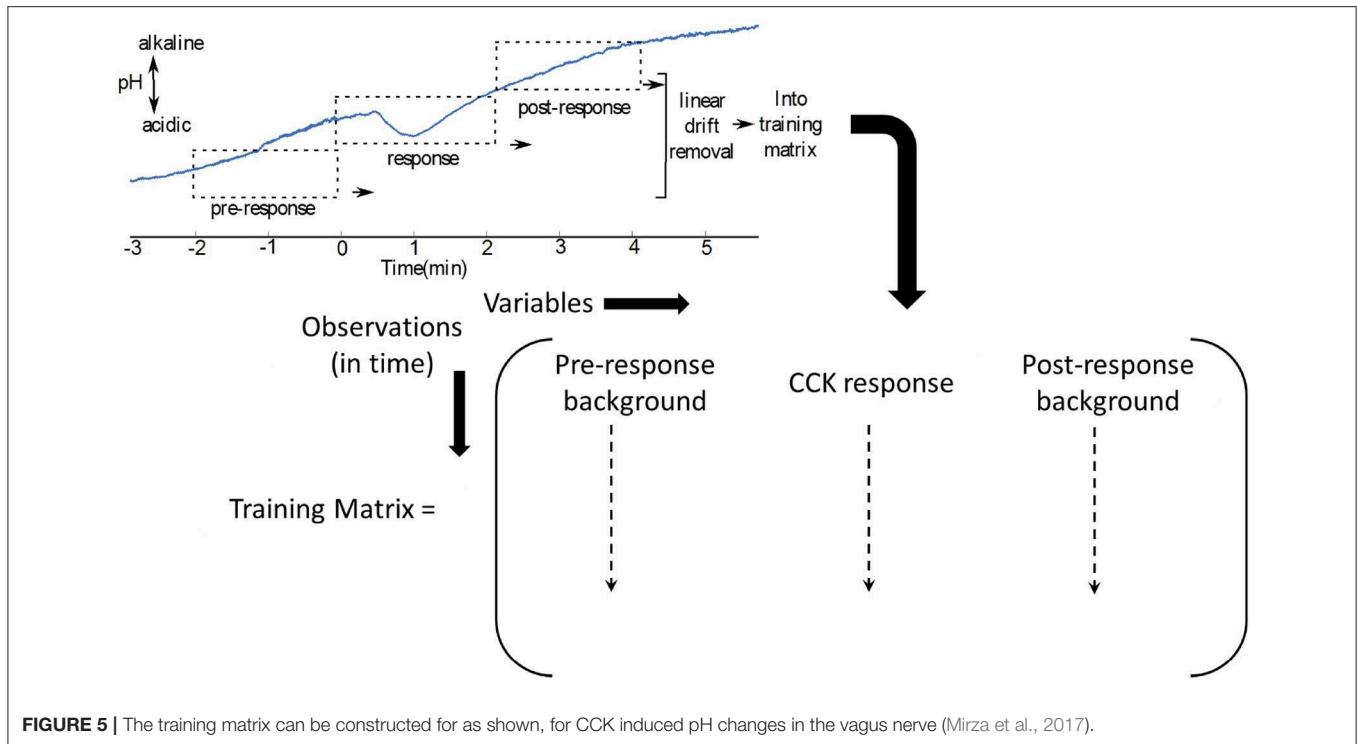 alkaline
pH
acidic
pre-response
response
post-response
linear
drift
removal
Into
training
matrix
-3 -2 -1 0 1 2 3 4 5
Time(min)
Variables
Observations
(in time)
Training Matrix =
Pre-response
background
CCK response
Post-response
background
FIGURE 5 | The training matrix can be constructed for as shown, for CCK induced pH changes in the vagus nerve (Mirza et al., 2017).